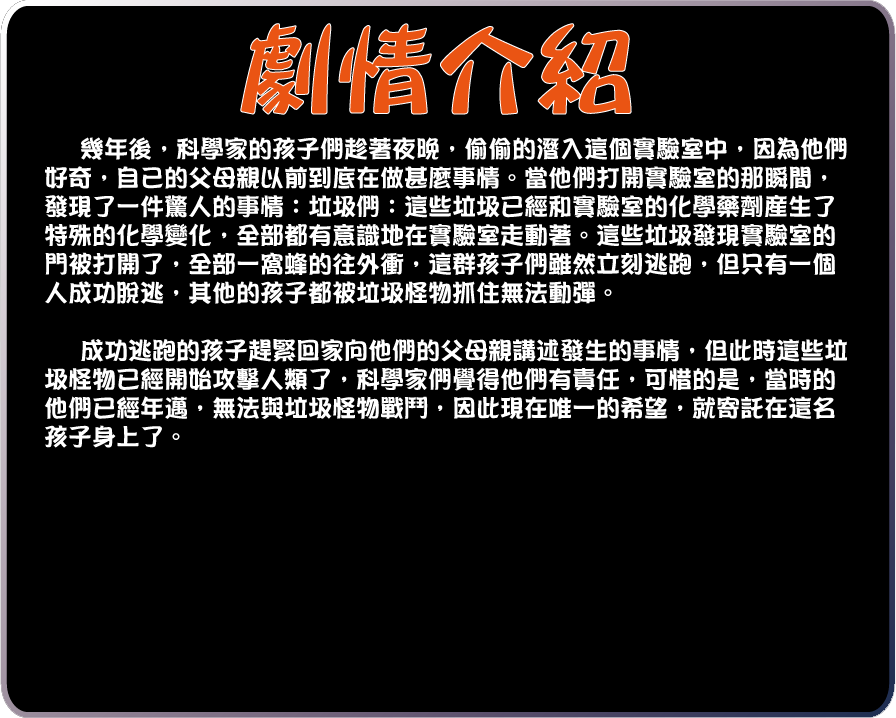 劇情介紹
幾年後，科學家的孩子們趁著夜晚，偷偷的潛入這個實驗室中，因為他們
好奇，自己的父母親以前到底在做甚麼事情。當他們打開實驗室的那瞬間，
發現了一件驚人的事情：垃圾們：這些垃圾已經和實驗室的化學藥劑產生了
特殊的化學變化，全部都有意識地在實驗室走動著。這些垃圾發現實驗室的
門被打開了，全部一窩蜂的往外衝，這群孩子們雖然立刻逃跑，但只有一個
人成功脫逃，其他的孩子都被垃圾怪物抓住無法動彈。
成功逃跑的孩子趕緊回家向他們的父母親講述發生的事情，但此時這些垃
圾怪物已經開始攻擊人類了，科學家們覺得他們有責任，可惜的是，當時的
他們已經年邁，無法與垃圾怪物戰鬥，因此現在唯一的希望，就寄託在這名
孩子身上了。